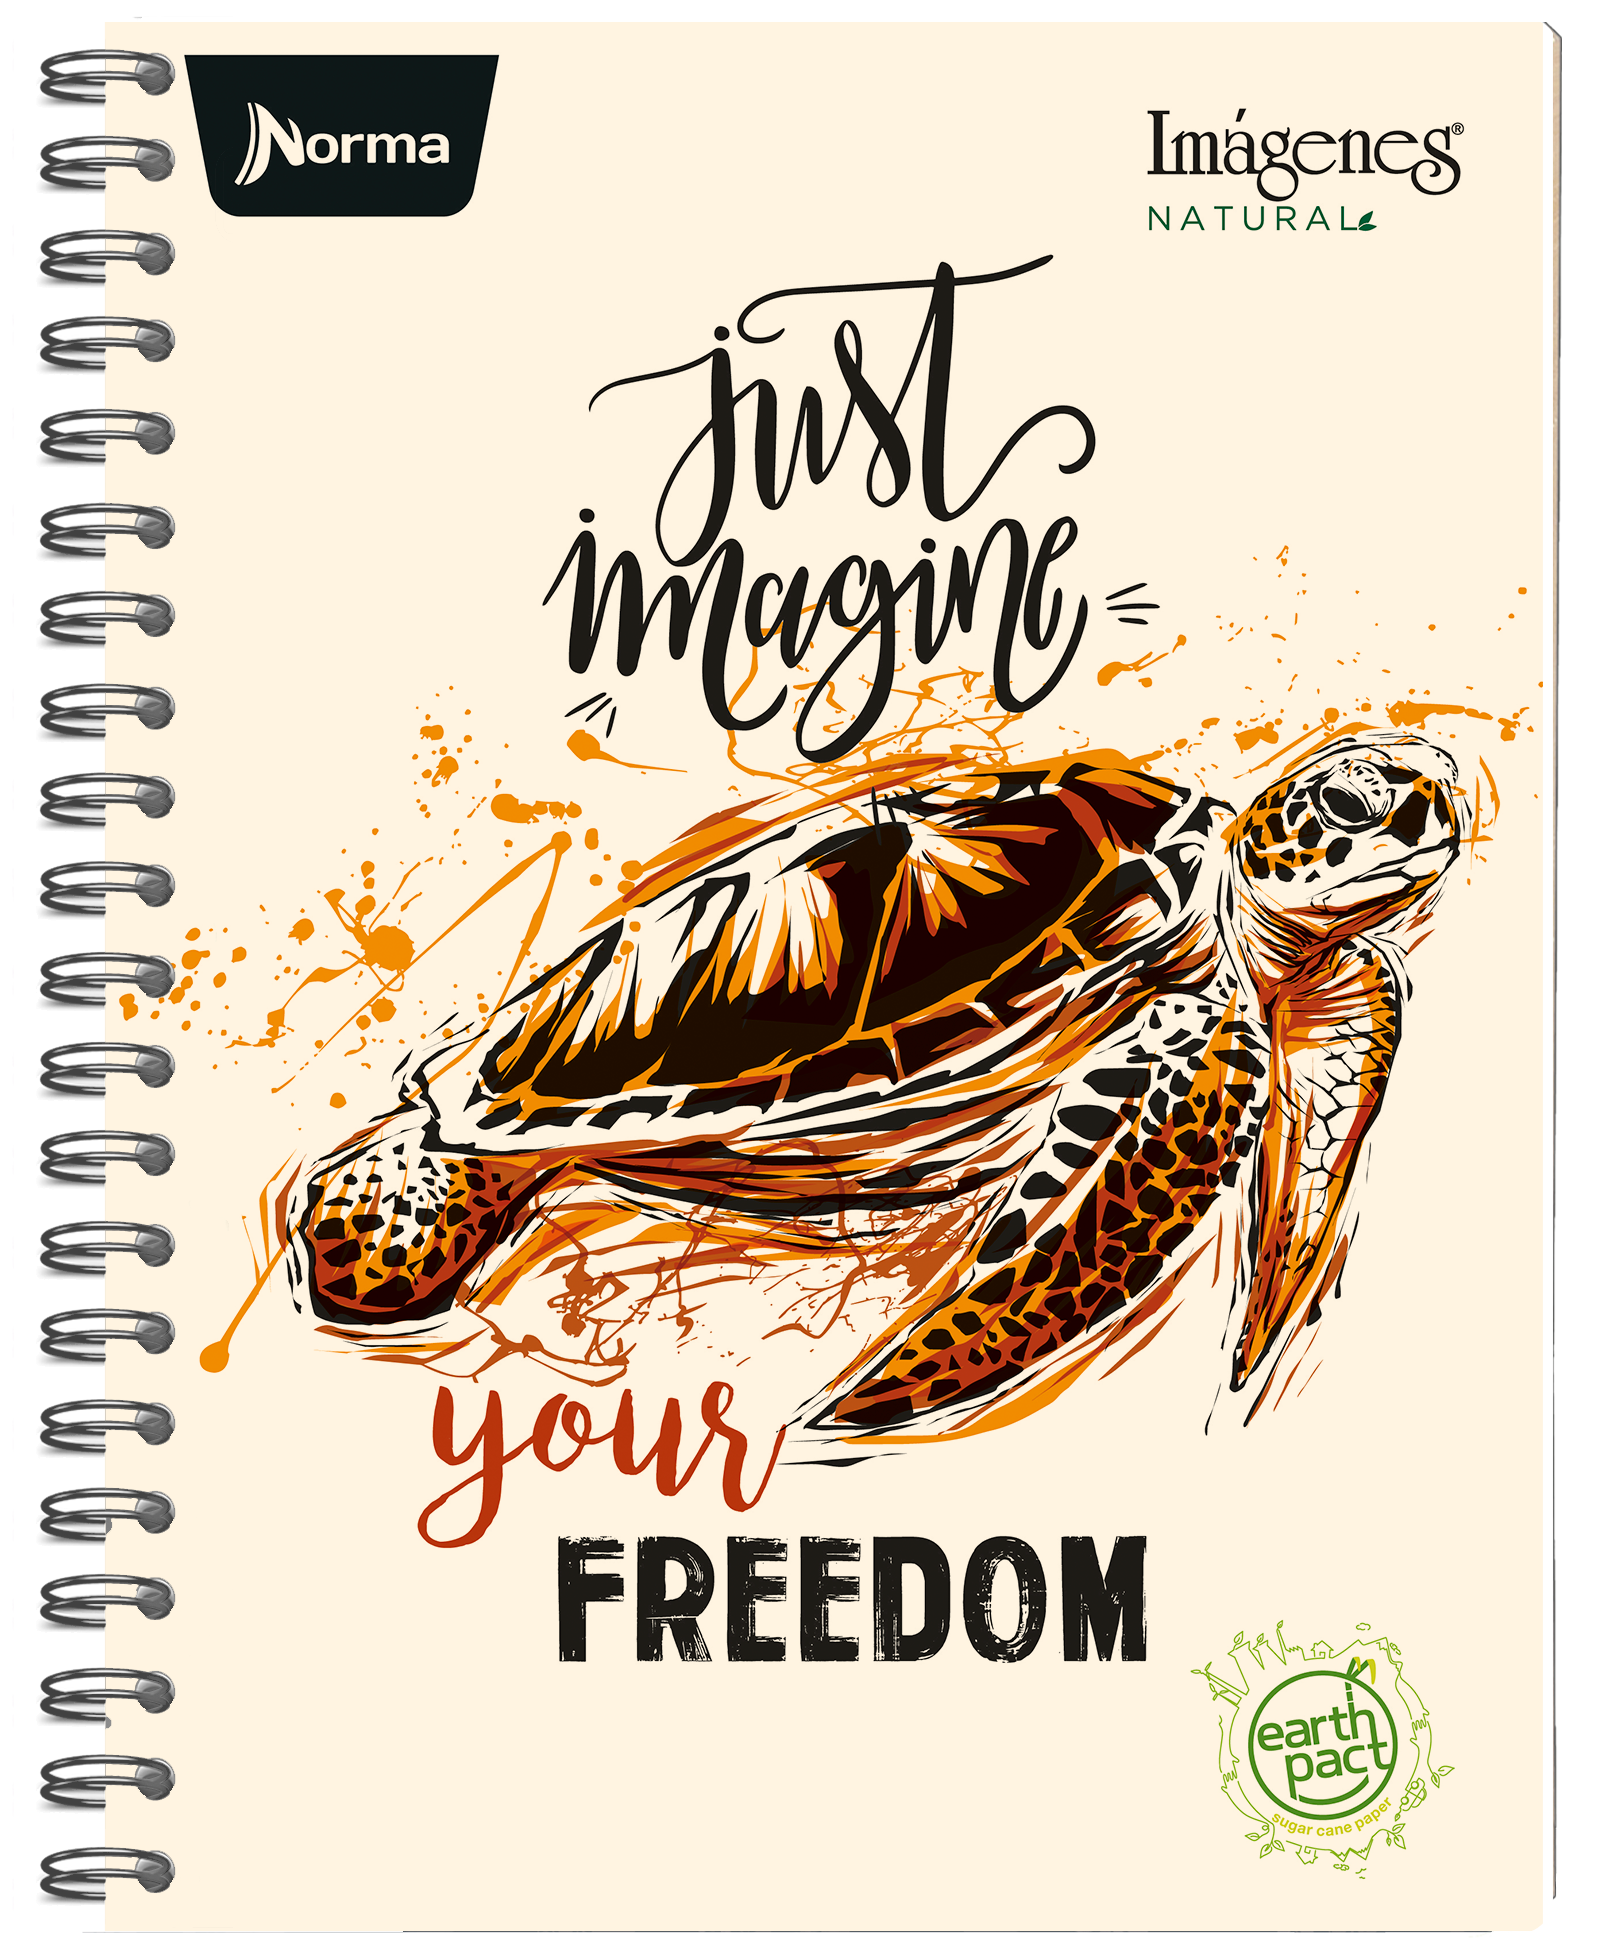 Norma
Imágenes®
NATURAL
just
imagine
your
FREEDOM
earth
pact
sugar cane paper